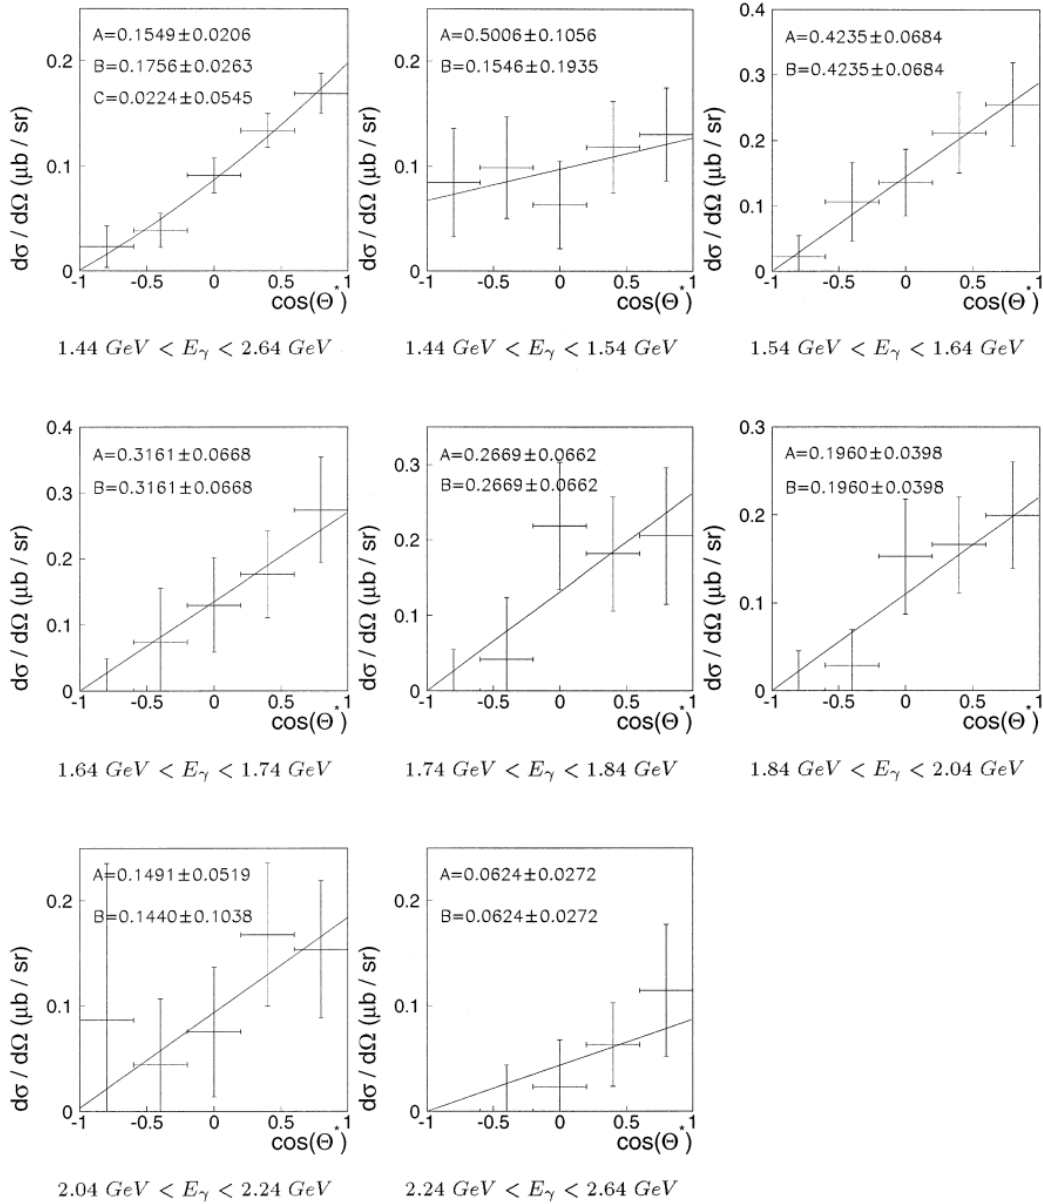 A=0.1549±0.0206
B=0.1756±0.0263
C=0.0224±0.0545
dσ / dΩ (μb / sr)
0.2
0.1
0
-1 -0.5 0 0.5 1
cos(Θ*)
1.44 GeV < Eγ < 2.64 GeV
A=0.5006±0.1056
B=0.1546±0.1935
dσ / dΩ (μb / sr)
0.2
0.1
0
-1 -0.5 0 0.5 1
cos(Θ*)
1.44 GeV < Eγ < 1.54 GeV
A=0.4235±0.0684
B=0.4235±0.0684
dσ / dΩ (μb / sr)
0.4
0.3
0.2
0.1
0
-1 -0.5 0 0.5 1
cos(Θ*)
1.54 GeV < Eγ < 1.64 GeV
A=0.3161±0.0668
B=0.3161±0.0668
dσ / dΩ (μb / sr)
0.4
0.3
0.2
0.1
0
-1 -0.5 0 0.5 1
cos(Θ*)
1.64 GeV < Eγ < 1.74 GeV
A=0.2669±0.0662
B=0.2669±0.0662
dσ / dΩ (μb / sr)
0.3
0.2
0.1
0
-1 -0.5 0 0.5 1
cos(Θ*)
1.74 GeV < Eγ < 1.84 GeV
A=0.1960±0.0398
B=0.1960±0.0398
dσ / dΩ (μb / sr)
0.3
0.2
0.1
0
-1 -0.5 0 0.5 1
cos(Θ*)
1.84 GeV < Eγ < 2.04 GeV
A=0.1491±0.0519
B=0.1440±0.1038
dσ / dΩ (μb / sr)
0.2
0.1
0
-1 -0.5 0 0.5 1
cos(Θ*)
2.04 GeV < Eγ < 2.24 GeV
A=0.0624±0.0272
B=0.0624±0.0272
dσ / dΩ (μb / sr)
0.2
0.1
0
-1 -0.5 0 0.5 1
cos(Θ*)
2.24 GeV < Eγ < 2.64 GeV